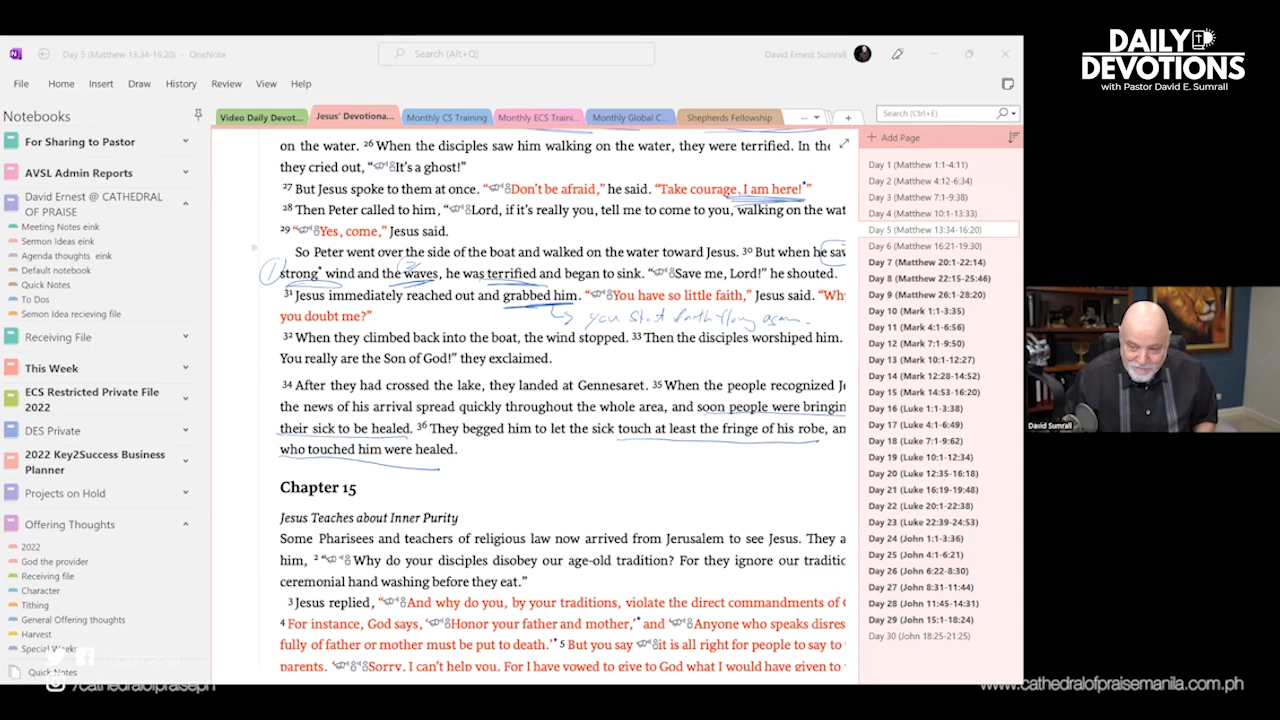 DAILY
DEVOTIONS
with Pastor David E. Sumrall
Day 5 (Matthew 13:34-16:20) - OneNote
Search (Alt+Q)
David Ernest Sumrall
File Home Insert Draw History Review View Help
Notebooks
For Sharing to Pastor
AVSL Admin Reports
David Ernest @ CATHEDRAL
OF PRAISE
Meeting Notes eink
Sermon Ideas eink
Agenda thoughts eink
Default notebook
Quick Notes
To Dos
Sermon Idea recieving file
Receiving File
This Week
ECS Restricted Private File
2022
DES Private
2022 Key2Success Business
Planner
Projects on Hold
Offering Thoughts
2022
God the provider
Receiving file
Character
Tithing
General Offering thoughts
Harvest
Special Weeks
Quick Notes
Video Daily Devot... Jesus' Devotiona... Monthly CS Training Monthly ECS Traini... Monthly Global C... Shepherds Fellowship ... +
on the water. 26 When the disciples saw him walking on the water, they were terrified. In the
they cried out, “It’s a ghost!”
27 But Jesus spoke to them at once. “Don’t be afraid,” he said. “Take courage. I am here!*”
28 Then Peter called to him, “Lord, if it’s really you, tell me to come to you, walking on the wat
29 “Yes, come,” Jesus said.
So Peter went over the side of the boat and walked on the water toward Jesus. 30 But when he sav
1 strong* wind and the waves, he was terrified and began to sink. “Save me, Lord!” he shouted.
31 Jesus immediately reached out and grabbed him. “You have so little faith,” Jesus said. “Wh
you doubt me?”
you start faith flowing again.
32 When they climbed back into the boat, the wind stopped. 33 Then the disciples worshiped him.
You really are the Son of God!” they exclaimed.
34 After they had crossed the lake, they landed at Gennesaret. 35 When the people recognized Je
the news of his arrival spread quickly throughout the whole area, and soon people were bringin
their sick to be healed. 36 They begged him to let the sick touch at least the fringe of his robe, an
who touched him were healed.
Chapter 15
Jesus Teaches about Inner Purity
Some Pharisees and teachers of religious law now arrived from Jerusalem to see Jesus. They a
him, 2 “Why do your disciples disobey our age-old tradition? For they ignore our traditic
ceremonial hand washing before they eat.”
3 Jesus replied, “And why do you, by your traditions, violate the direct commandments of
4 For instance, God says, ‘Honor your father and mother,’* and ‘Anyone who speaks disres
fully of father or mother must be put to death.’* 5 But you say it is all right for people to say to
parents, ‘Sorry, I can’t help you. For I have vowed to give to God what I would have given to
Search (Ctrl+E)
+ Add Page
Day 1 (Matthew 1:1-4:11)
Day 2 (Matthew 4:12-6:34)
Day 3 (Matthew 7:1-9:38)
Day 4 (Matthew 10:1-13:33)
Day 5 (Matthew 13:34-16:20)
Day 6 (Matthew 16:21-19:30)
Day 7 (Matthew 20:1-22:14)
Day 8 (Matthew 22:15-25:46)
Day 9 (Matthew 26:1-28:20)
Day 10 (Mark 1:1-3:35)
Day 11 (Mark 4:1-6:56)
Day 12 (Mark 7:1-9:50)
Day 13 (Mark 10:1-12:27)
Day 14 (Mark 12:28-14:52)
Day 15 (Mark 14:53-16:20)
Day 16 (Luke 1:1-3:38)
Day 17 (Luke 4:1-6:49)
Day 18 (Luke 7:1-9:62)
Day 19 (Luke 10:1-12:34)
Day 20 (Luke 12:35-16:18)
Day 21 (Luke 16:19-19:48)
Day 22 (Luke 20:1-22:38)
Day 23 (Luke 22:39-24:53)
Day 24 (John 1:1-3:36)
Day 25 (John 4:1-6:21)
Day 26 (John 6:22-8:30)
Day 27 (John 8:31-11:44)
Day 28 (John 11:45-14:31)
Day 29 (John 15:1-18:24)
Day 30 (John 18:25-21:25)
David Sumrall
/copmanila
/cathedralofpraiseph
www.cathedralofpraisemanila.com.ph